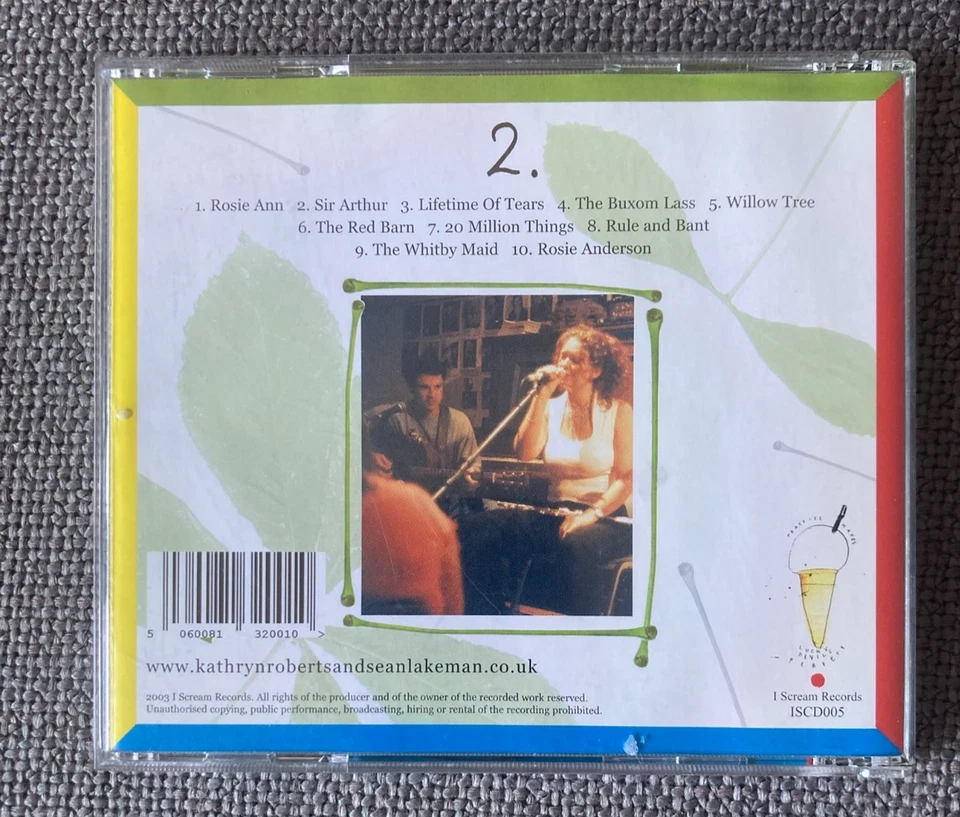 2.
1. Rosie Ann 2. Sir Arthur 3. Lifetime Of Tears 4. The Buxom Lass 5. Willow Tree
6. The Red Barn 7. 20 Million Things 8. Rule and Bant
9. The Whitby Maid 10. Rosie Anderson
5 060081 320010 >
www.kathrynrobertsandseanlakeman.co.uk
2003 I Scream Records. All rights of the producer and of the owner of the recorded work reserved.
Unauthorised copying, public performance, broadcasting, hiring or rental of the recording prohibited.
I Scream Records
ISCD005